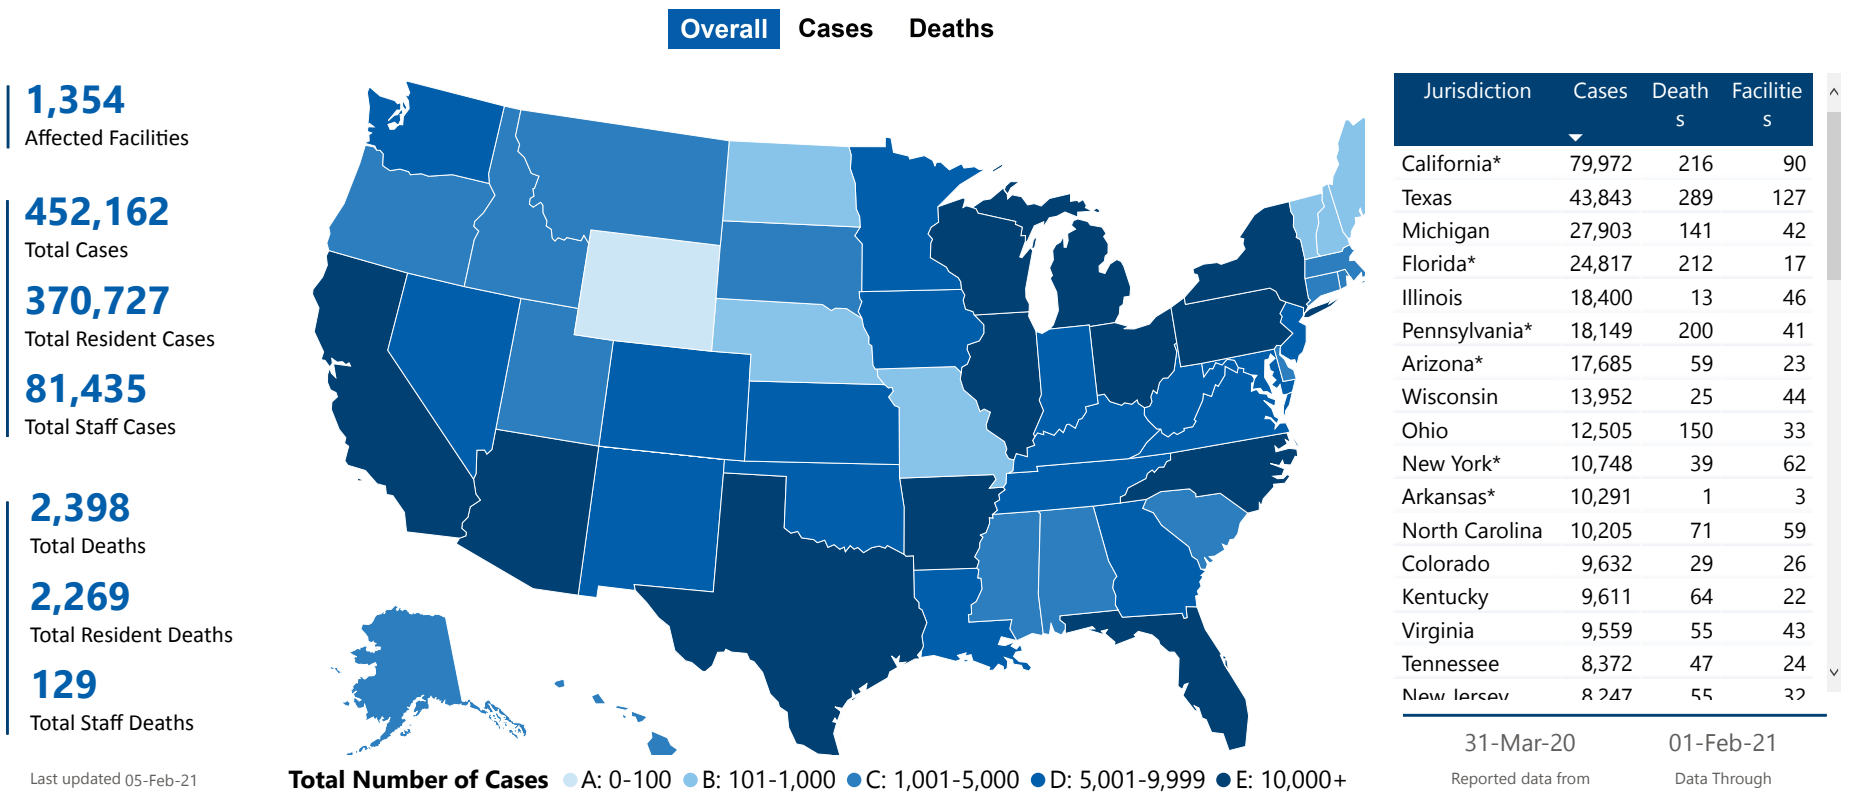 Overall Cases Deaths
1,354
Affected Facilities
452,162
Total Cases
370,727
Total Resident Cases
81,435
Total Staff Cases
2,398
Total Deaths
2,269
Total Resident Deaths
129
Total Staff Deaths
Last updated 05-Feb-21
Total Number of Cases A: 0-100 B: 101-1,000 C: 1,001-5,000 D: 5,001-9,999 E: 10,000+
Jurisdiction Cases Death Facilitie
s s
California* 79,972 216 90
Texas 43,843 289 127
Michigan 27,903 141 42
Florida* 24,817 212 17
Illinois 18,400 13 46
Pennsylvania* 18,149 200 41
Arizona* 17,685 59 23
Wisconsin 13,952 25 44
Ohio 12,505 150 33
New York* 10,748 39 62
Arkansas* 10,291 1 3
North Carolina 10,205 71 59
Colorado 9,632 29 26
Kentucky 9,611 64 22
Virginia 9,559 55 43
Tennessee 8,372 47 24
New Jersey 8,247 55 32
31-Mar-20 01-Feb-21
Reported data from Data Through